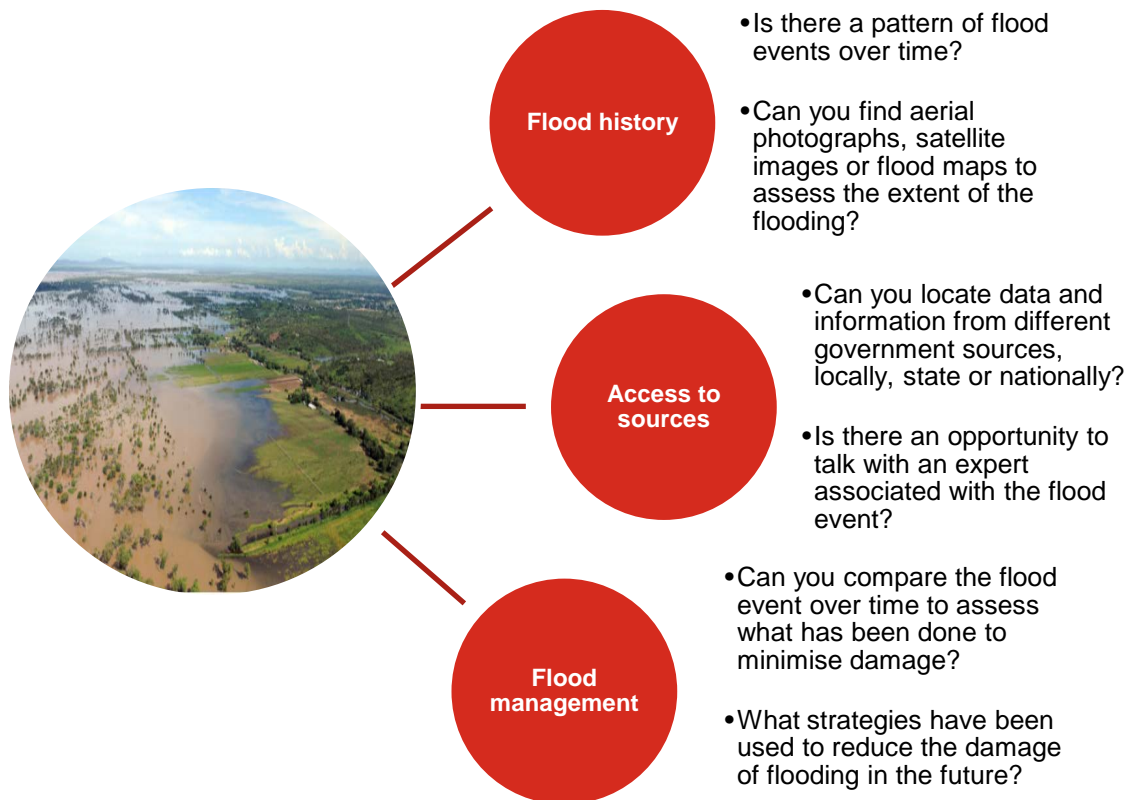 Flood history
•Is there a pattern of flood
events over time?
•Can you find aerial
photographs, satellite
images or flood maps to
assess the extent of the
flooding?
Access to
sources
•Can you locate data and
information from different
government sources,
locally, state or nationally?
•Is there an opportunity to
talk with an expert
associated with the flood
event?
Flood
management
•Can you compare the flood
event over time to assess
what has been done to
minimise damage?
•What strategies have been
used to reduce the damage
of flooding in the future?